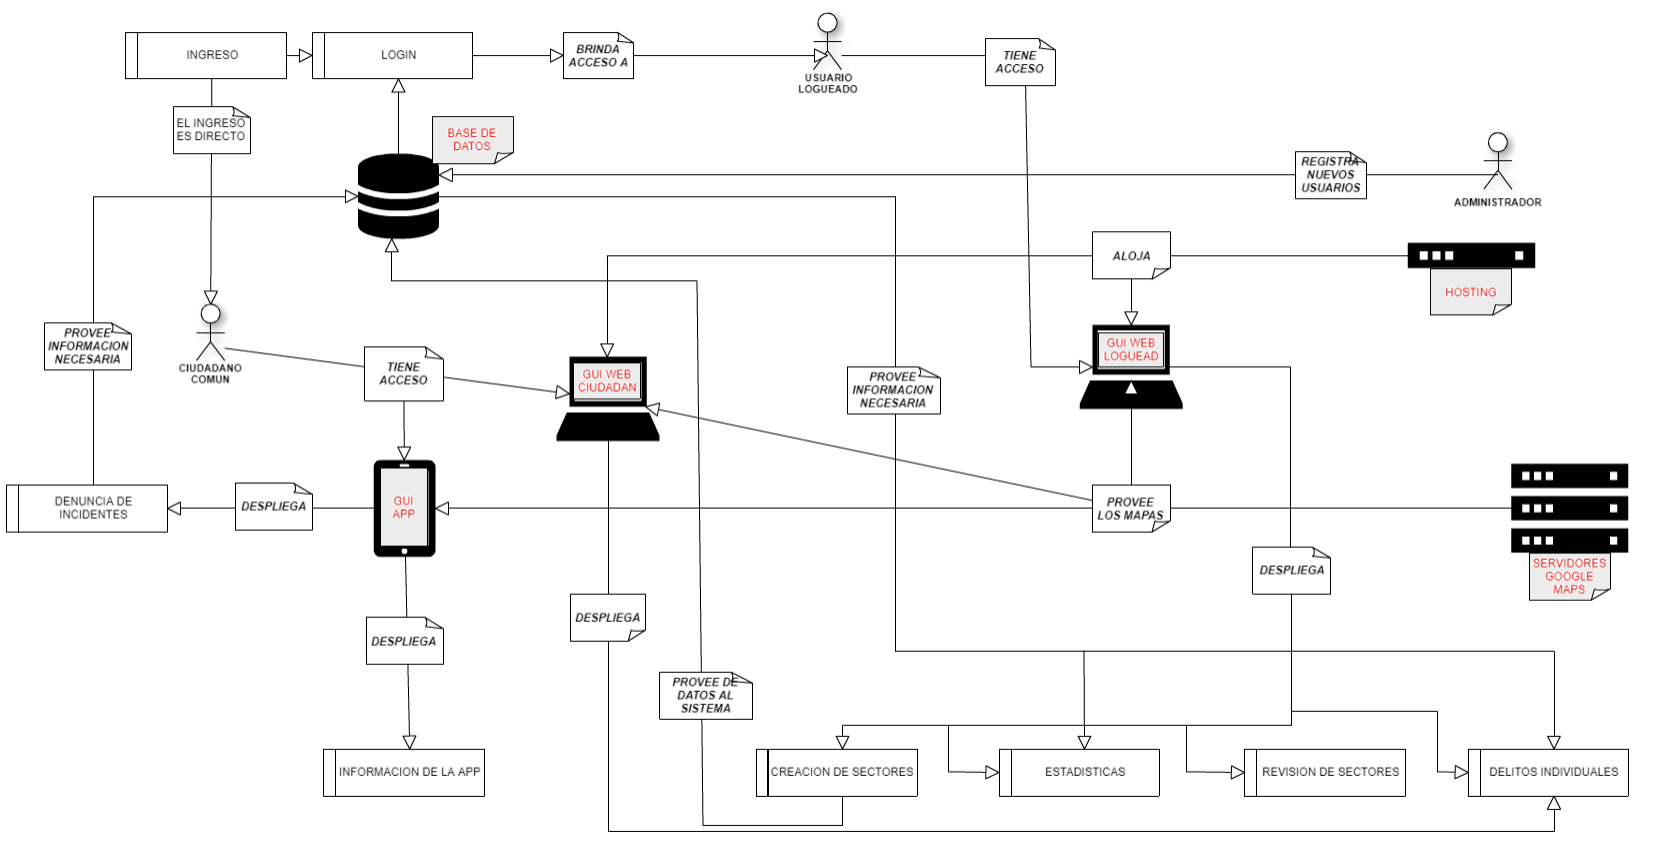 INGRESO
LOGIN
BRINDA
ACCESO A
USUARIO
LOGUEADO
TIENE
ACCESO
EL INGRESO
ES DIRECTO
BASE DE
DATOS
REGISTRA
NUEVOS
USUARIOS
ADMINISTRADOR
ALOJA
HOSTING
PROVEE
INFORMACION
NECESARIA
CIUDADANO
COMUN
TIENE
ACCESO
GUI WEB
CIUDADAN
GUI WEB
LOGUEAD
PROVEE
INFORMACION
NECESARIA
DENUNCIA DE
INCIDENTES
DESPLIEGA
GUI
APP
PROVEE
LOS MAPAS
SERVIDORES
GOOGLE
MAPS
DESPLIEGA
DESPLIEGA
DESPLIEGA
PROVEE DE
DATOS AL
SISTEMA
INFORMACION DE LA APP
CREACION DE SECTORES
ESTADISTICAS
REVISION DE SECTORES
DELITOS INDIVIDUALES